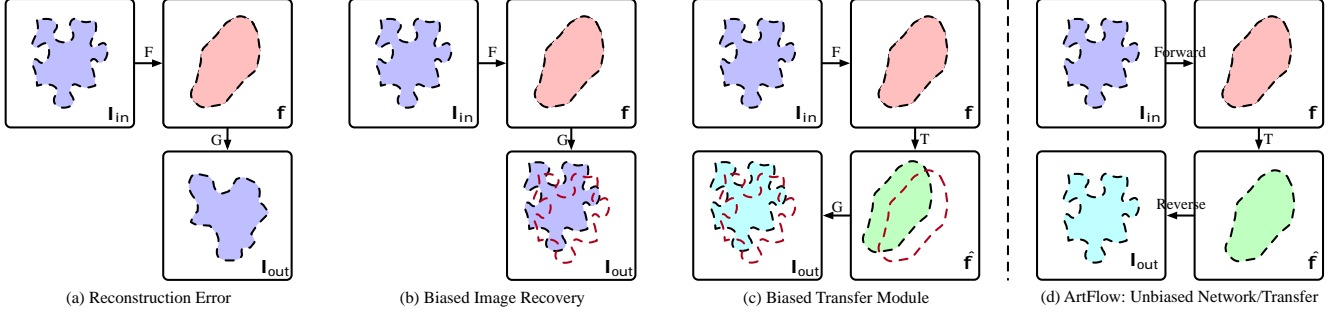 F
I_in
f
G
I_out
(a) Reconstruction Error
F
I_in
f
G
I_out
(b) Biased Image Recovery
F
I_in
f
T
G
I_out
f̂
(c) Biased Transfer Module
Forward
I_in
f
T
Reverse
I_out
f̂
(d) ArtFlow: Unbiased Network/Transfer